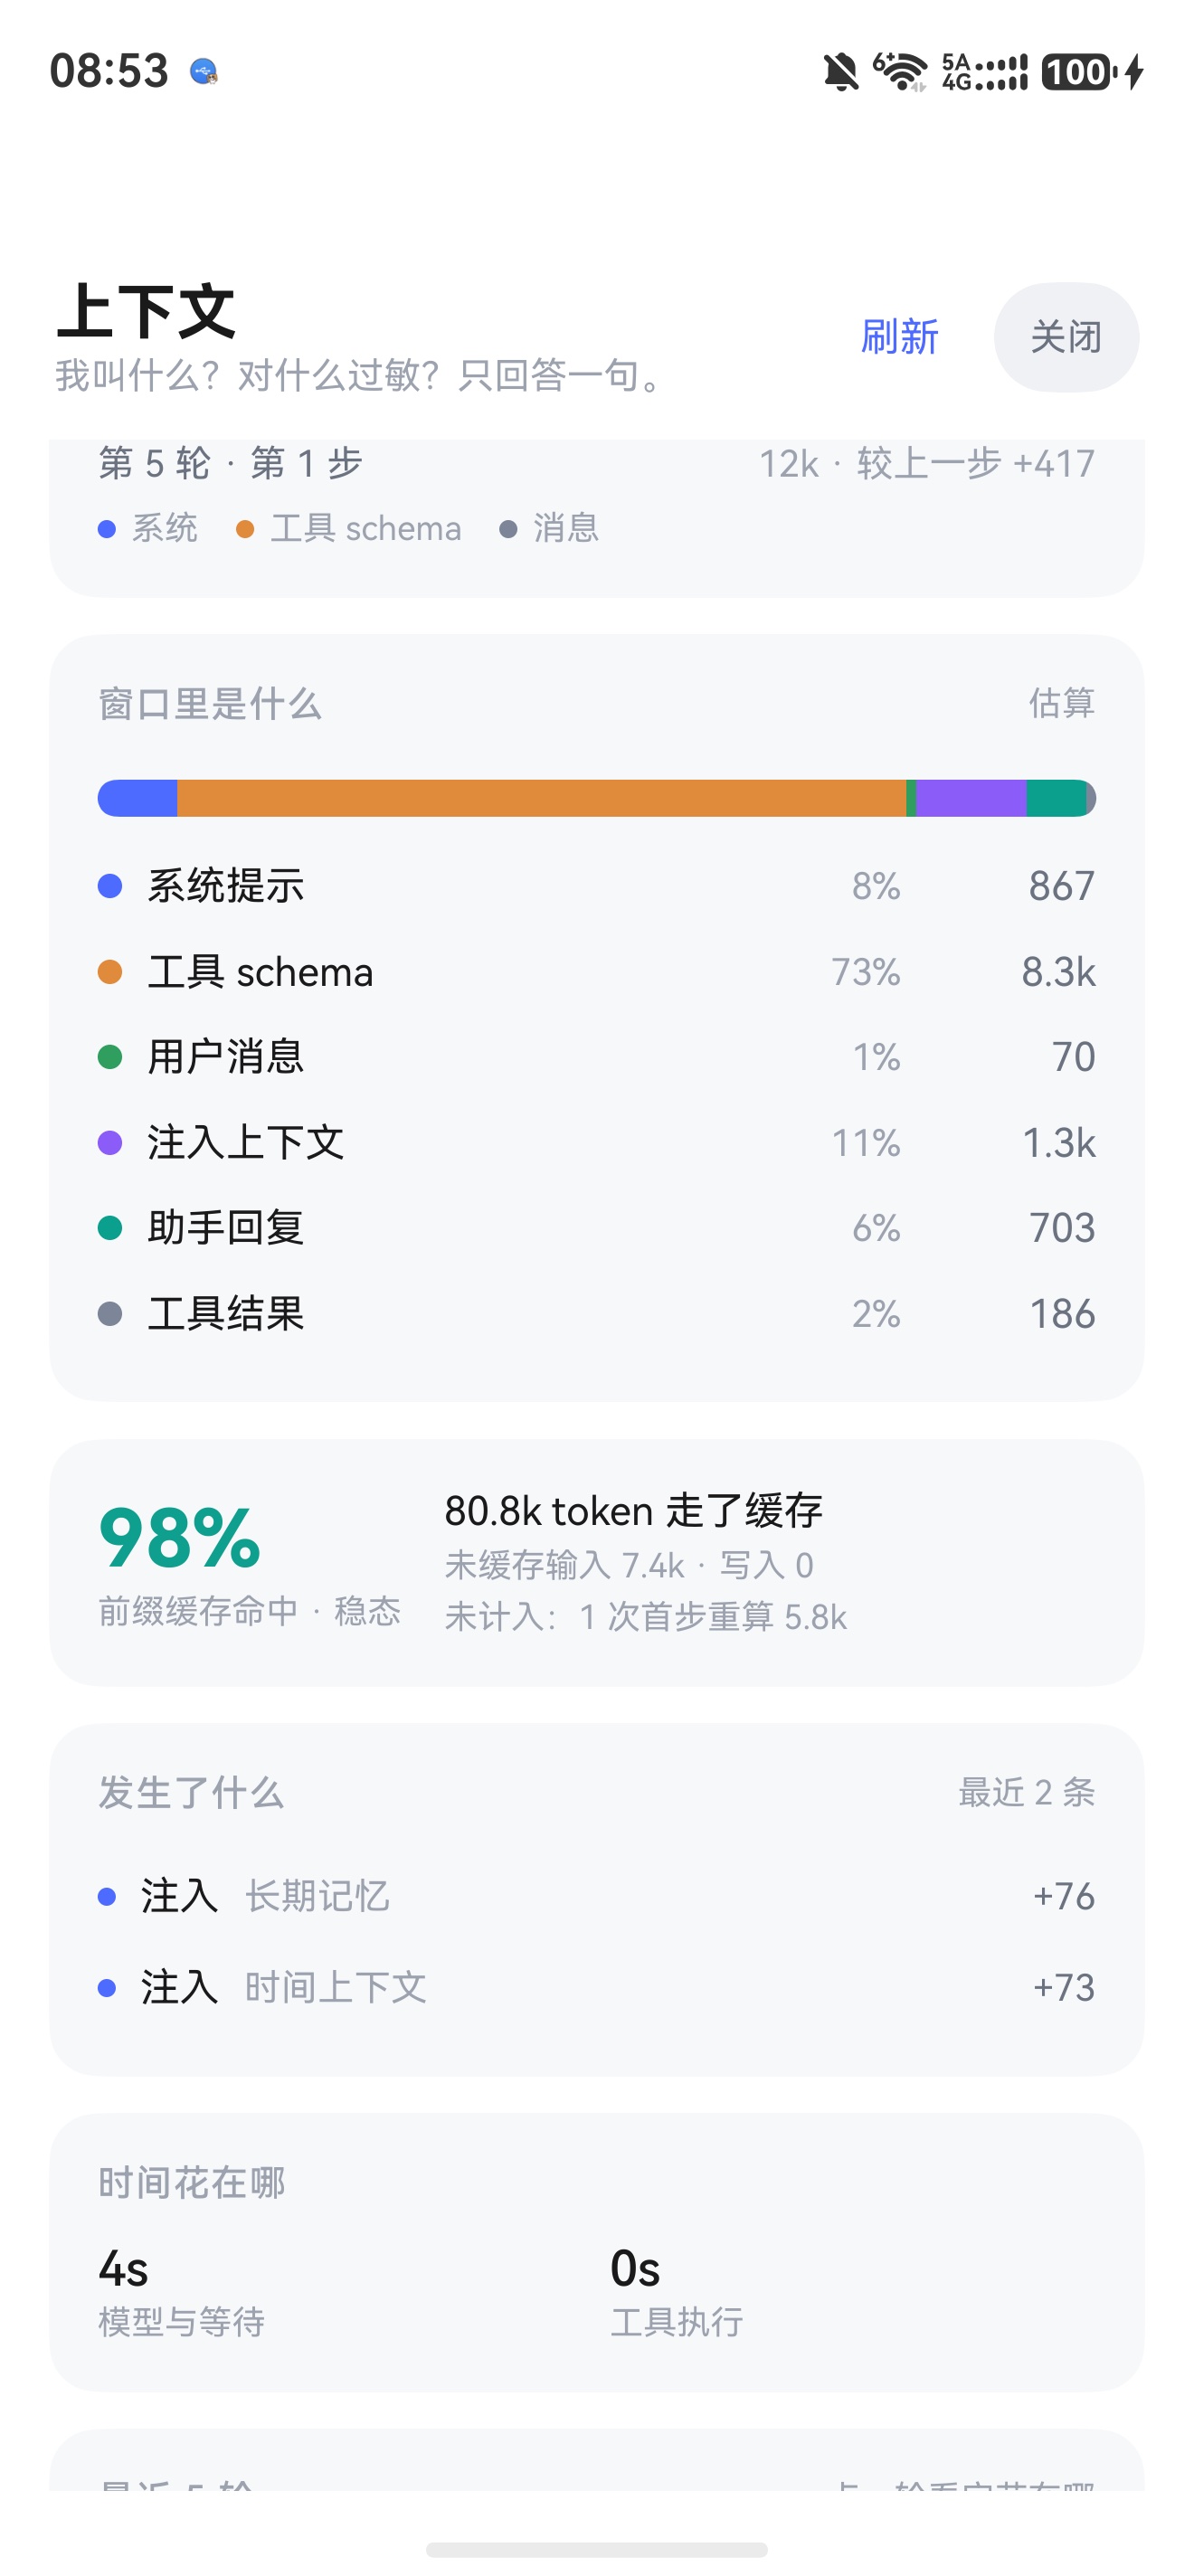 08:53
6+
5A
4G
100
上下文
刷新
关闭
我叫什么？对什么过敏？只回答一句。
第 5 轮 · 第 1 步
12k · 较上一步 +417
系统
工具 schema
消息
窗口里是什么
估算
系统提示 8% 867
工具 schema 73% 8.3k
用户消息 1% 70
注入上下文 11% 1.3k
助手回复 6% 703
工具结果 2% 186
98%
前缀缓存命中 · 稳态
80.8k token 走了缓存
未缓存输入 7.4k · 写入 0
未计入：1 次首步重算 5.8k
发生了什么
最近 2 条
注入 长期记忆 +76
注入 时间上下文 +73
时间花在哪
4s
模型与等待
0s
工具执行